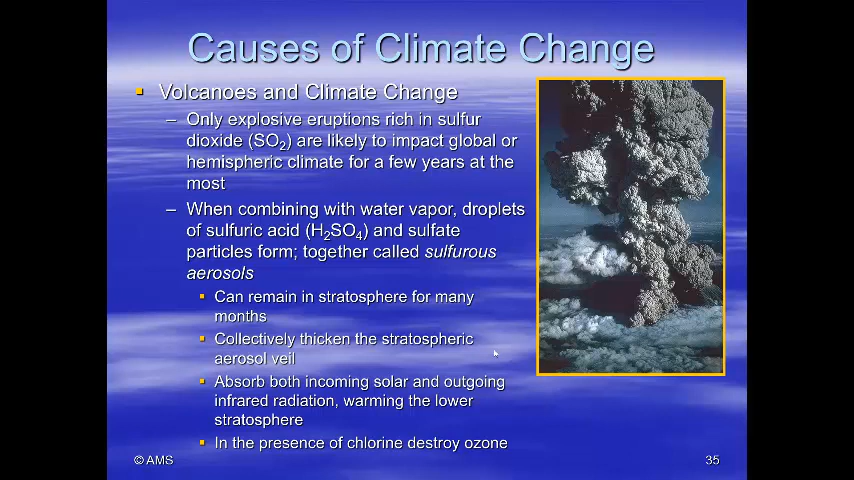 Causes of Climate Change
Volcanoes and Climate Change
– Only explosive eruptions rich in sulfur
dioxide (SO₂) are likely to impact global or
hemispheric climate for a few years at the
most
– When combining with water vapor, droplets
of sulfuric acid (H₂SO₄) and sulfate
particles form; together called sulfurous
aerosols
Can remain in stratosphere for many
months
Collectively thicken the stratospheric
aerosol veil
Absorb both incoming solar and outgoing
infrared radiation, warming the lower
stratosphere
In the presence of chlorine destroy ozone
© AMS
35